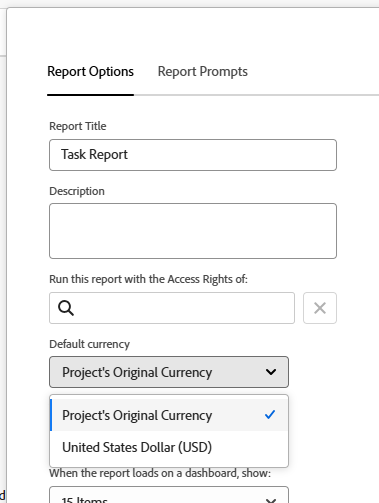 Report Options Report Prompts
Report Title
Task Report
Description
Run this report with the Access Rights of:
Default currency
Project's Original Currency
Project's Original Currency
United States Dollar (USD)
When the report loads on a dashboard, show:
15 Items